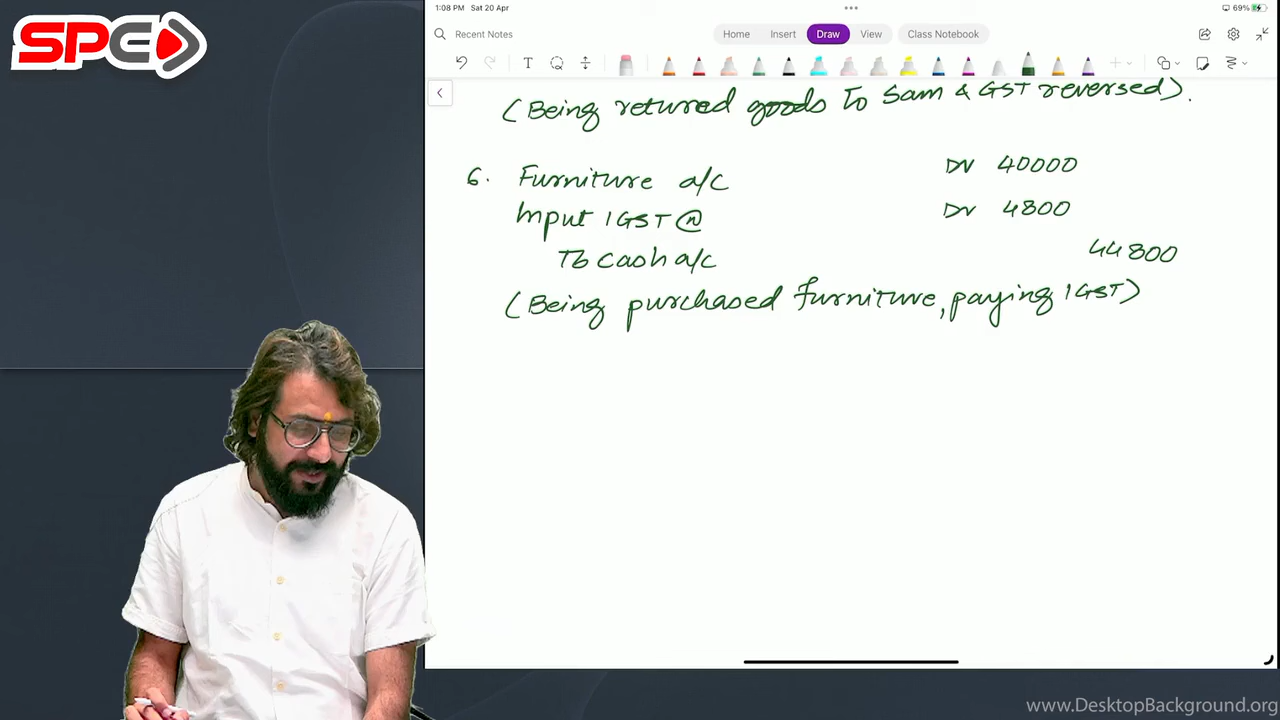 SPC
1:08 PM Sat 20 Apr
69%
Recent Notes
Home Insert Draw View Class Notebook
(Being retured goods To Sam & GST reversed).
6. Furniture a/c Dr 40000
Input IGST @ Dr 4800
To Cash a/c 44800
(Being purchased furniture, paying IGST)
www.DesktopBackground.org